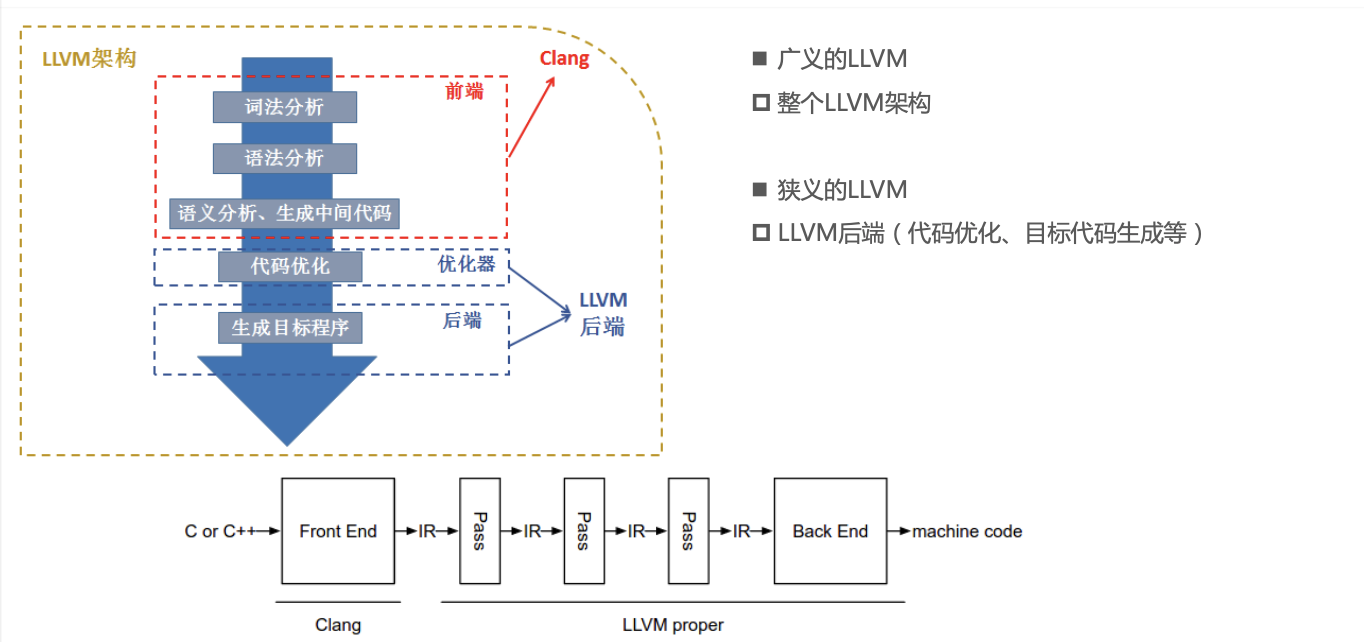 LLVM架构
Clang
前端
词法分析
语法分析
语义分析、生成中间代码
代码优化
优化器
生成目标程序
后端
LLVM
后端
■ 广义的LLVM
整个LLVM架构
■ 狭义的LLVM
LLVM后端（代码优化、目标代码生成等）
C or C++
Front End
IR
Pass
IR
Pass
IR
Pass
IR
Back End
machine code
Clang
LLVM proper